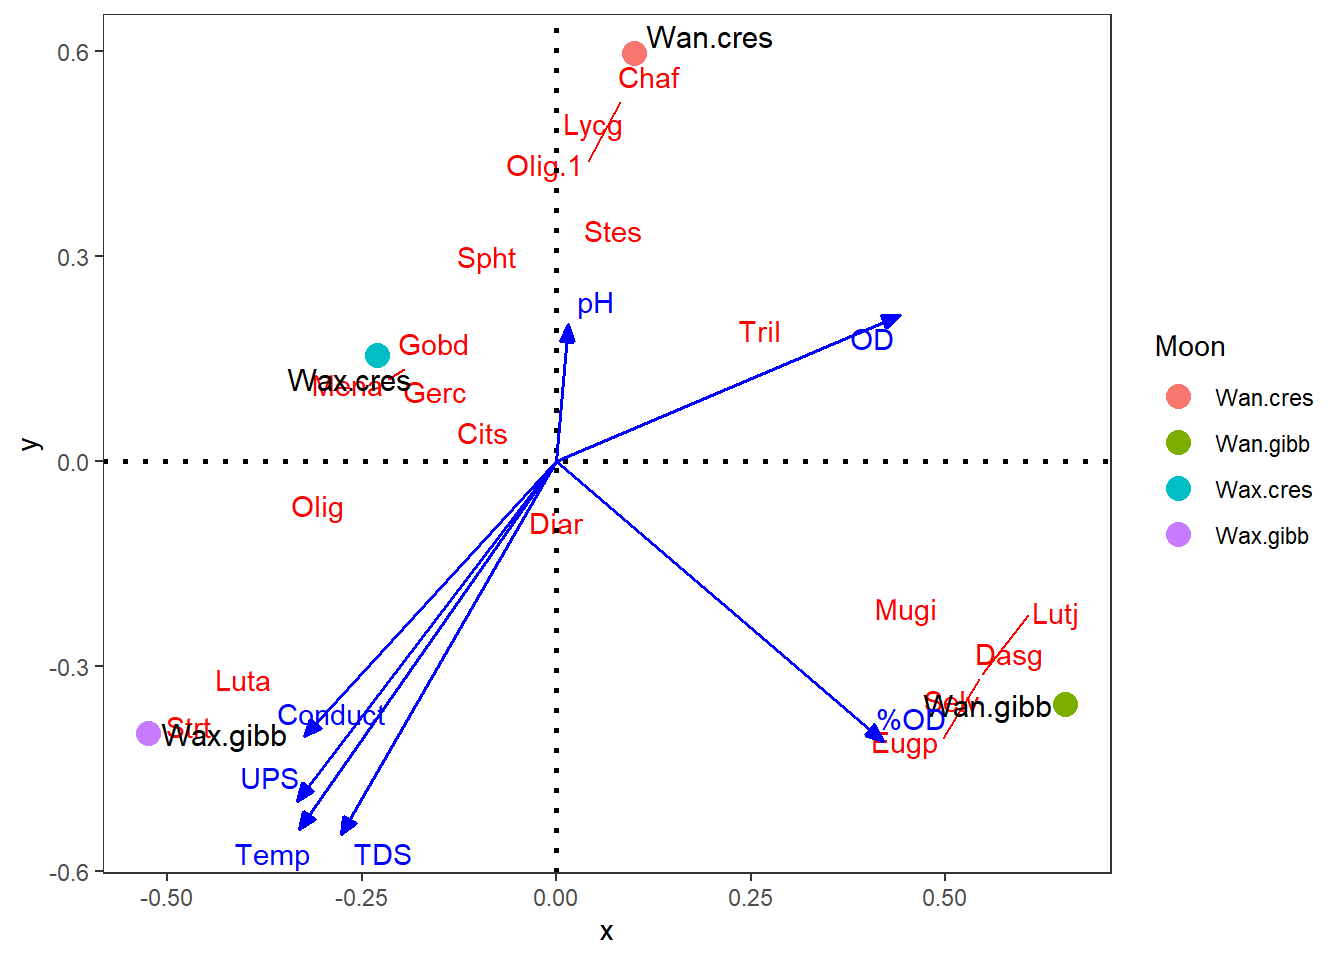 Wan.cres
0.6
Chaf
Lycg
Olig.1
Stes
Spht
0.3
pH
Tril
OD
Gobd
Moon
Wax.cres
Mena
Gerc
Wan.cres
Cits
Wan.gibb
y
0.0
Wax.cres
Olig
Diar
Wax.gibb
Mugi
Lutj
Dasg
-0.3
Luta
Selv
Wan.gibb
Conduct
%OD
Strt
Wax.gibb
Eugp
UPS
Temp
TDS
-0.6
-0.50
-0.25
0.00
0.25
0.50
x